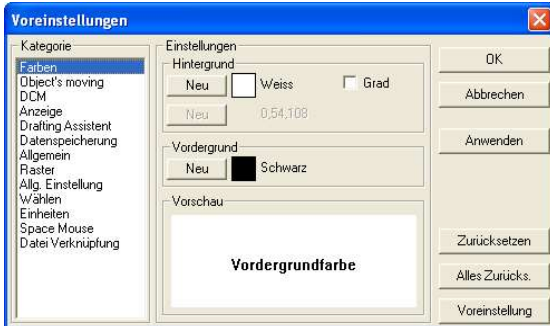 Voreinstellungen
Kategorie
Farben
Object's moving
DCM
Anzeige
Drafting Assistent
Datenspeicherung
Allgemein
Raster
Allg. Einstellung
Wählen
Einheiten
Space Mouse
Datei Verknüpfung
Einstellungen
Hintergrund
Neu Weiss Grad
Neu 0,54,108
Vordergrund
Neu Schwarz
Vorschau
Vordergrundfarbe
OK
Abbrechen
Anwenden
Zurücksetzen
Alles Zurücks.
Voreinstellung